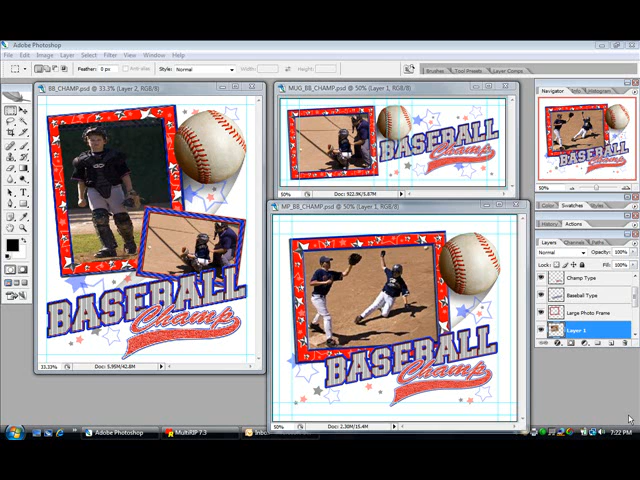 Adobe Photoshop
File Edit Image Layer Select Filter View Window Help
Feather: 0 px Anti-alias Style: Normal Width: Height: Brushes Tool Presets Layer Comps
BB_CHAMP.psd @ 33.3% (Layer 2, RGB/8)
MUG_BB_CHAMP.psd @ 50% (Layer 1, RGB/8)
Navigator Info Histogram
BASEBALL
Champ
50% Doc: 922.9K/5.87M
50%
MP_BB_CHAMP.psd @ 50% (Layer 1, RGB/8)
Color Swatches Styles
History Actions
Layers Channels Paths
Normal Opacity: 100%
Lock: Fill: 100%
Champ Type
Baseball Type
Large Photo Frame
Layer 1
BASEBALL
Champ
BASEBALL
Champ
33.33% Doc: 5.95M/42.8M
50% Doc: 2.30M/15.4M
Adobe Photoshop MultiRIP 7.3 7:22 PM